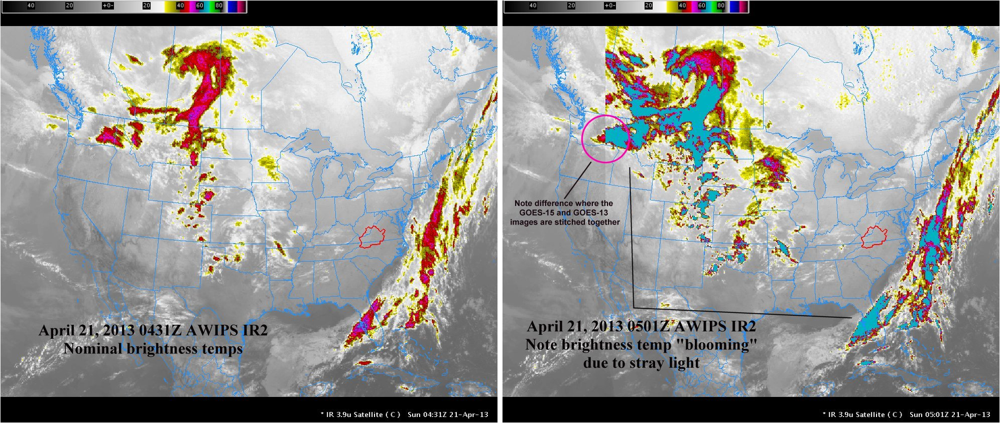 40 20 +0- 20 40 60 80
April 21, 2013 0431Z AWIPS IR2
Nominal brightness temps
* IR 3.9u Satellite ( C ) Sun 04:31Z 21-Apr-13
40 20 +0- 20 40 60 80
Note difference where the
GOES-15 and GOES-13
images are stitched together
April 21, 2013 0501Z AWIPS IR2
Note brightness temp "blooming"
due to stray light
* IR 3.9u Satellite ( C ) Sun 05:01Z 21-Apr-13